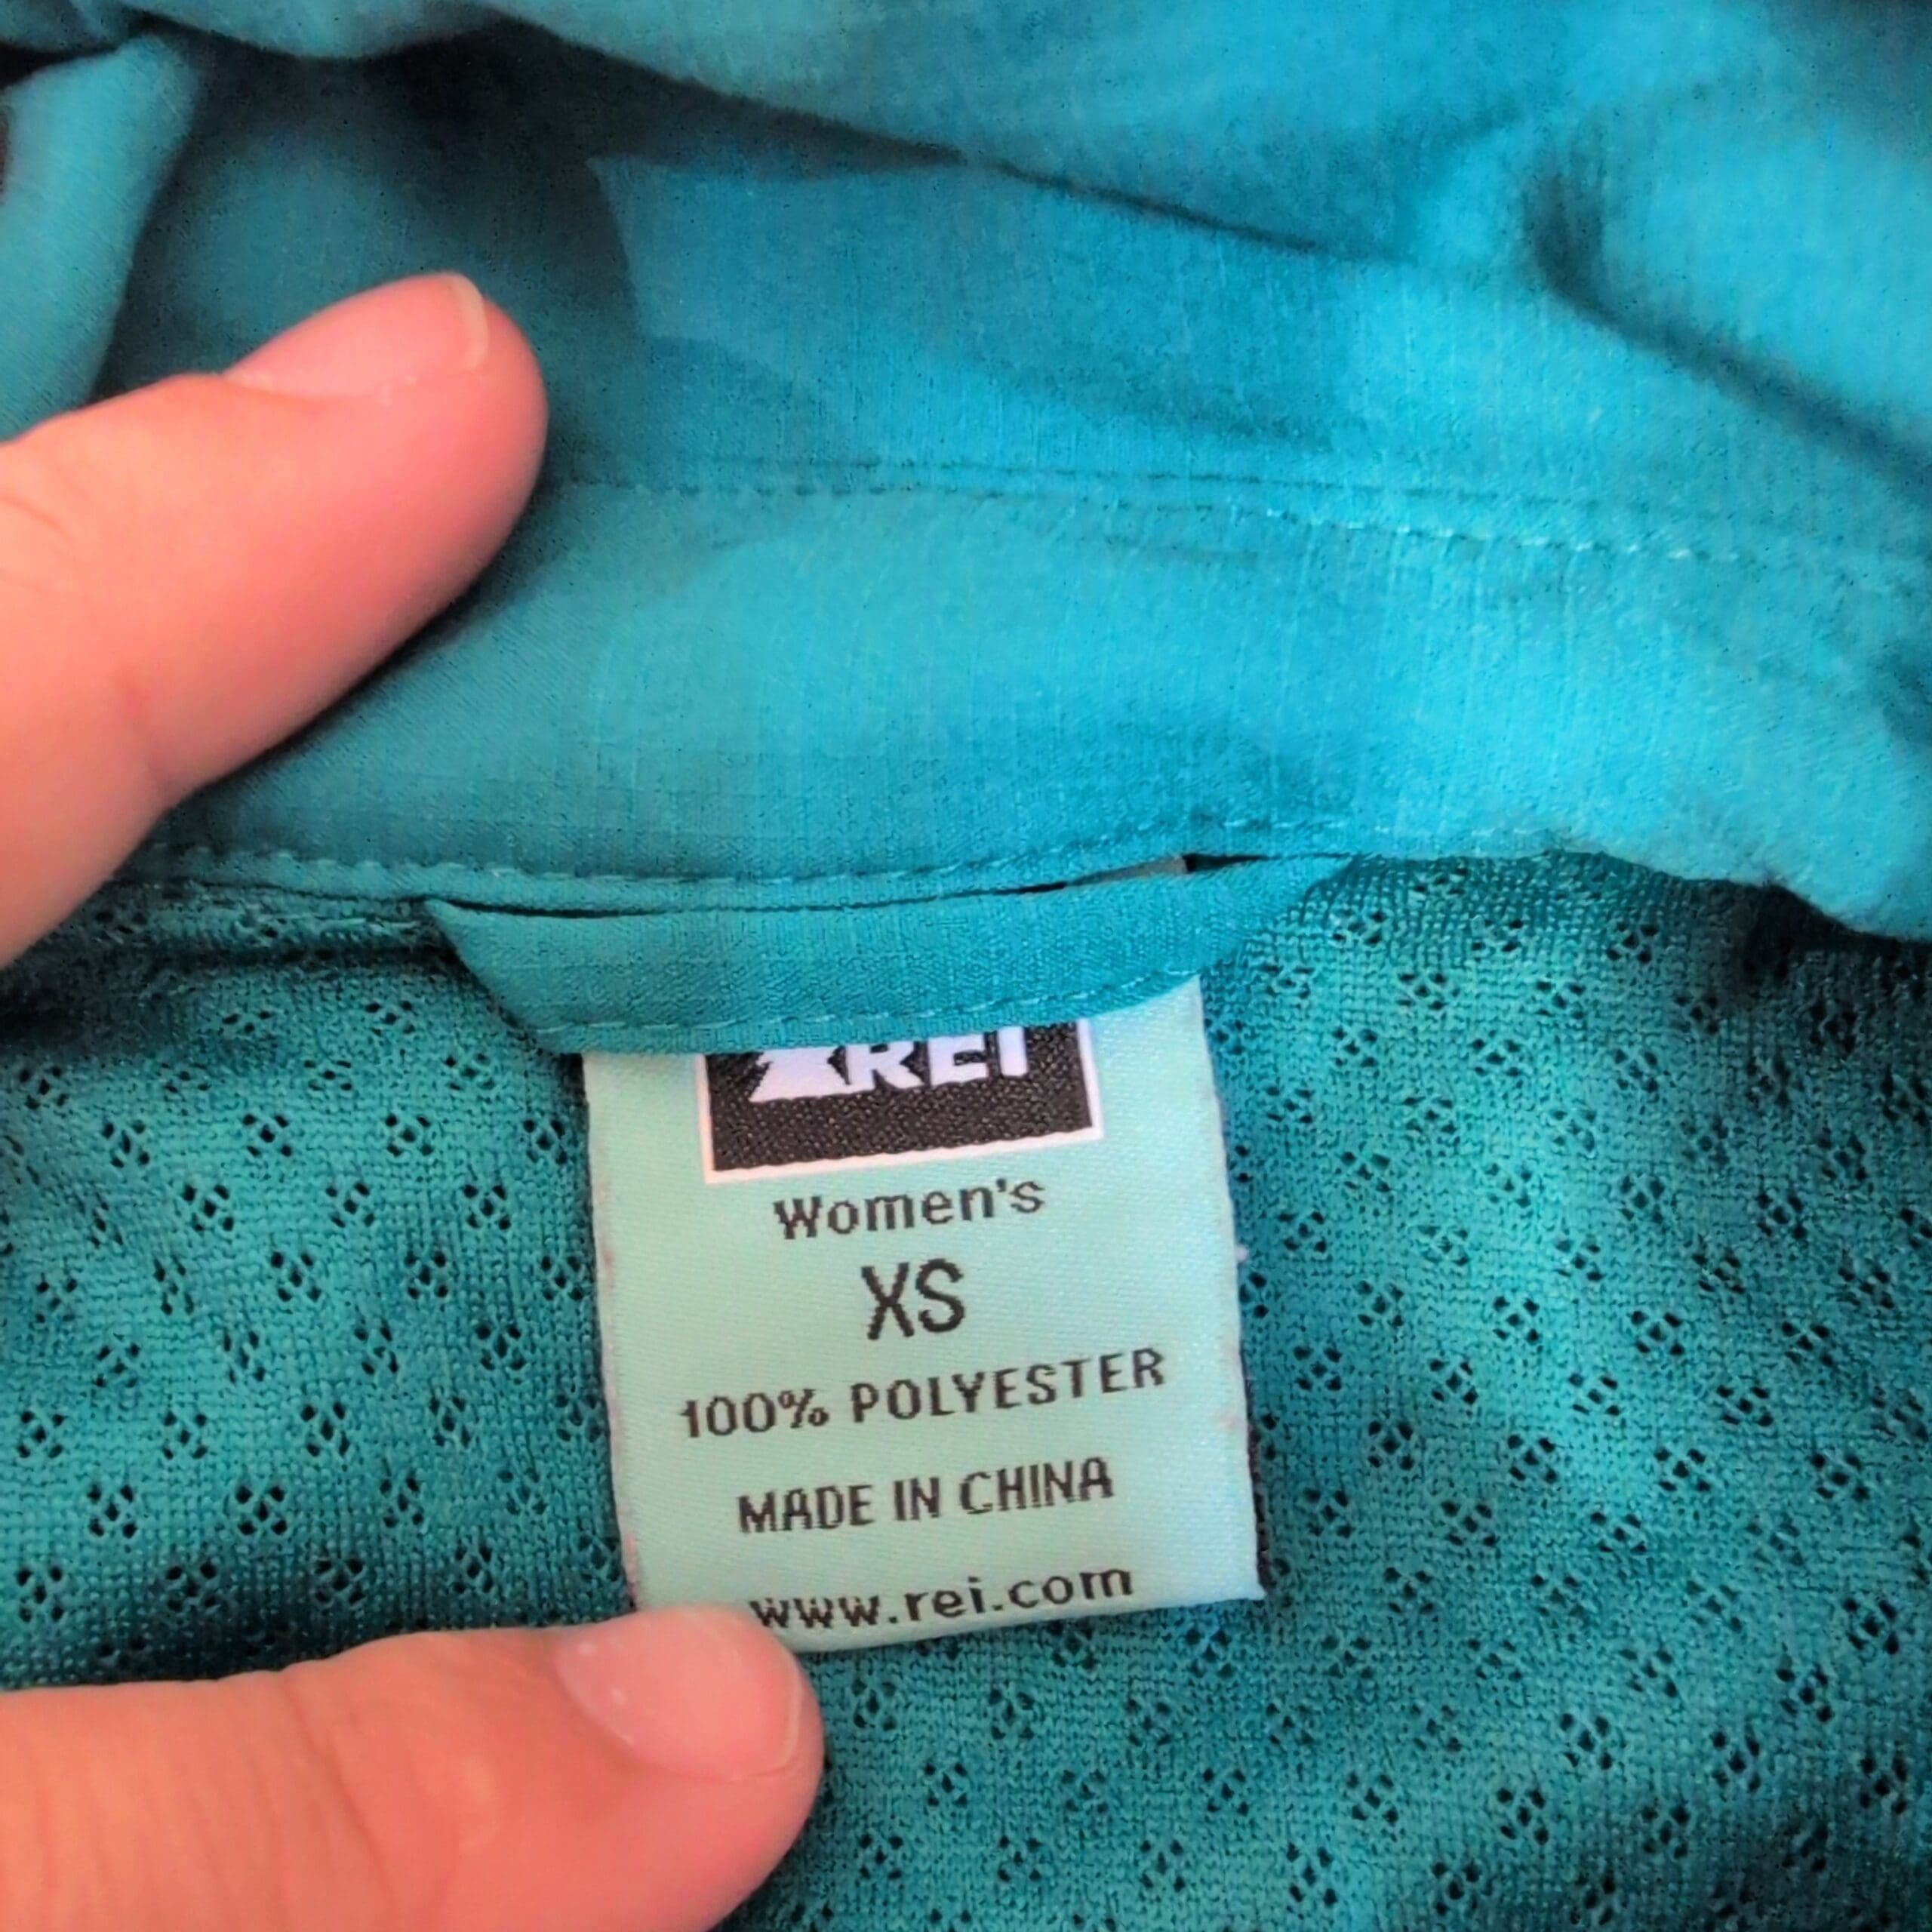 REI
Women's
XS
100% POLYESTER
MADE IN CHINA
www.rei.com